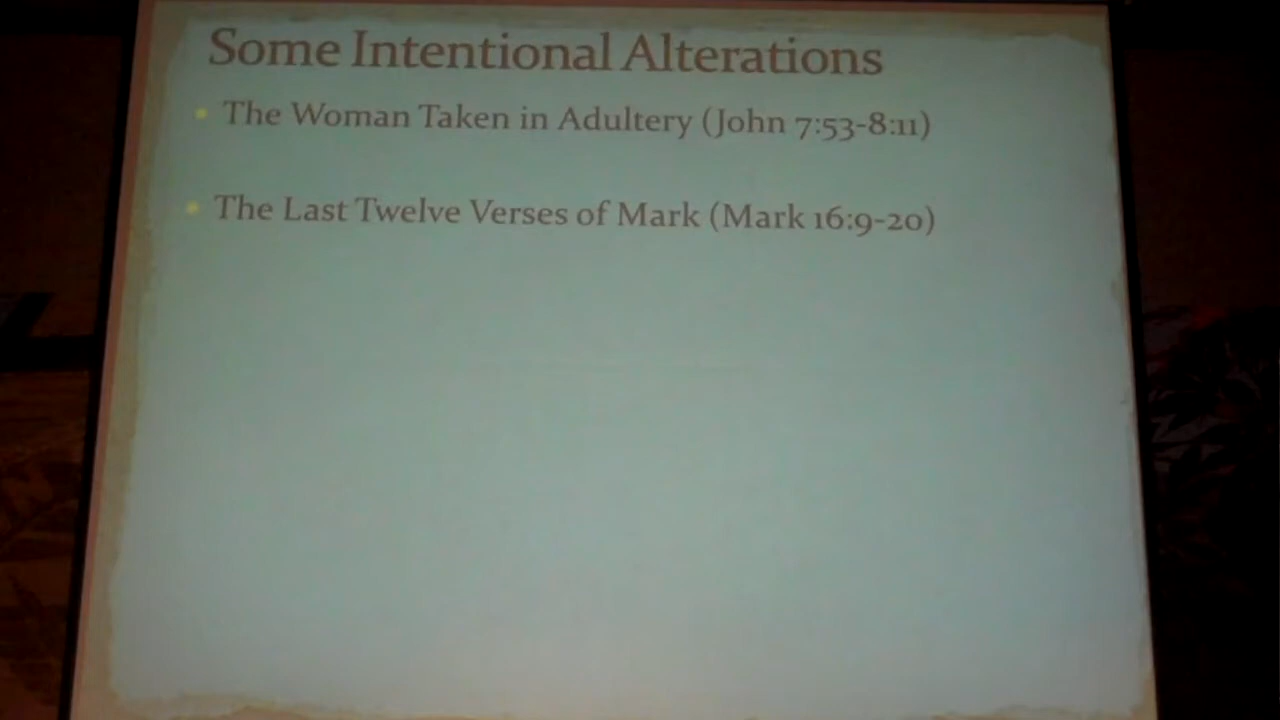 Some Intentional Alterations
• The Woman Taken in Adultery (John 7:53-8:11)
• The Last Twelve Verses of Mark (Mark 16:9-20)